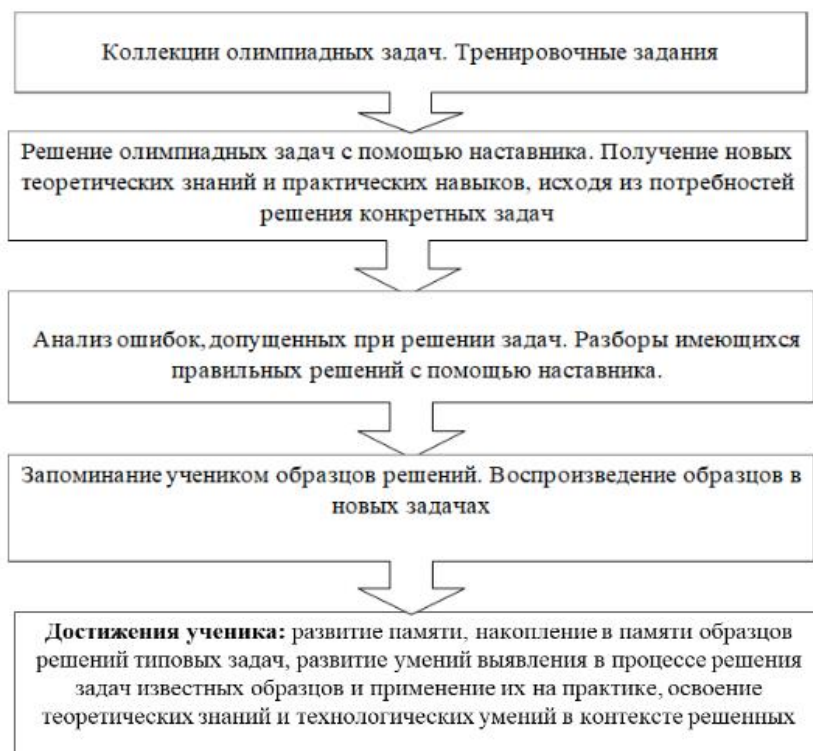 Коллекции олимпиадных задач. Тренировочные задания
Решение олимпиадных задач с помощью наставника. Получение новых
теоретических знаний и практических навыков, исходя из потребностей
решения конкретных задач
Анализ ошибок, допущенных при решении задач. Разборы имеющихся
правильных решений с помощью наставника.
Запоминание учеником образцов решений. Воспроизведение образцов в
новых задачах
Достижения ученика: развитие памяти, накопление в памяти образцов
решений типовых задач, развитие умений выявления в процессе решения
задач известных образцов и применение их на практике, освоение
теоретических знаний и технологических умений в контексте решенных